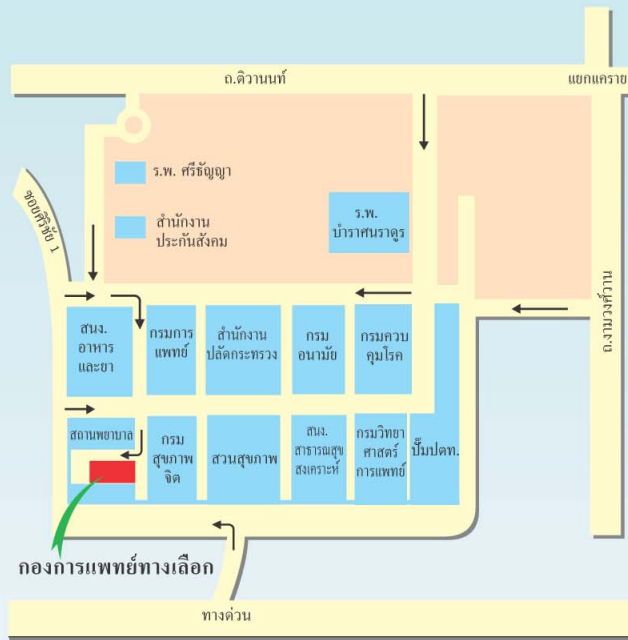 ถ.ติวานนท์
แยกแคราย
ซอยศิริชัย 1
ร.พ. ศรีธัญญา
สำนักงาน
ประกันสังคม
ร.พ.
บำราศนราดูร
ถ.งามวงศ์วาน
สนง.
อาหาร
และยา
กรมการ
แพทย์
สำนักงาน
ปลัดกระทรวง
กรม
อนามัย
กรมควบ
คุมโรค
สถานพยาบาล
กรม
สุขภาพ
จิต
สวนสุขภาพ
สนง.
สาธารณสุข
สงเคราะห์
กรมวิทยา
ศาสตร์
การแพทย์
ปั๊มปตท.
กองการแพทย์ทางเลือก
ทางด่วน